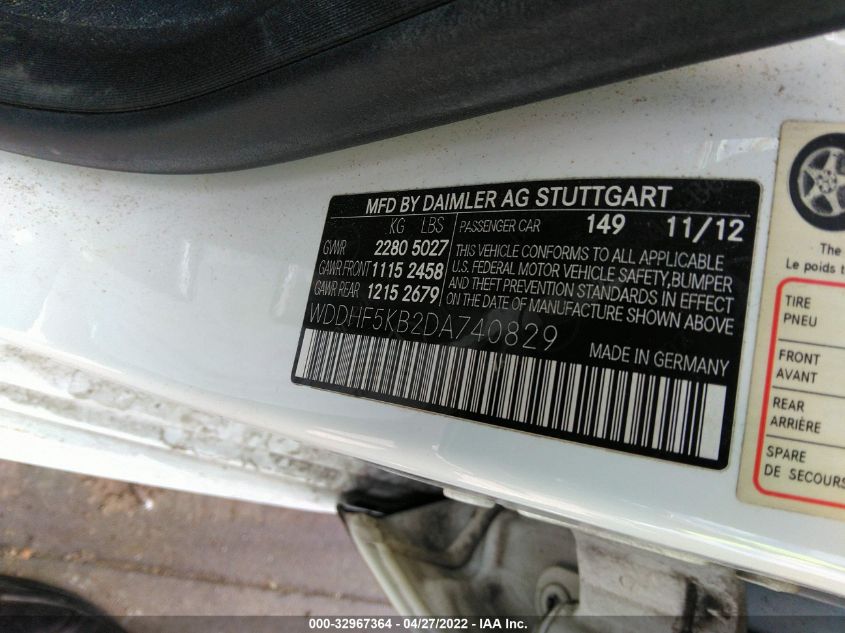 MFD BY DAIMLER AG STUTTGART
KG LBS PASSENGER CAR 149 11/12
GVWR 2280 5027
GAWR FRONT 1115 2458
GAWR REAR 1215 2679
THIS VEHICLE CONFORMS TO ALL APPLICABLE
U.S. FEDERAL MOTOR VEHICLE SAFETY, BUMPER
AND THEFT PREVENTION STANDARDS IN EFFECT
ON THE DATE OF MANUFACTURE SHOWN ABOVE
WDDHF5KB2DA740829
MADE IN GERMANY
The
Le poids t
TIRE
PNEU
FRONT
AVANT
REAR
ARRIÈRE
SPARE
DE SECOURS
000-32967364 - 04/27/2022 - IAA Inc.